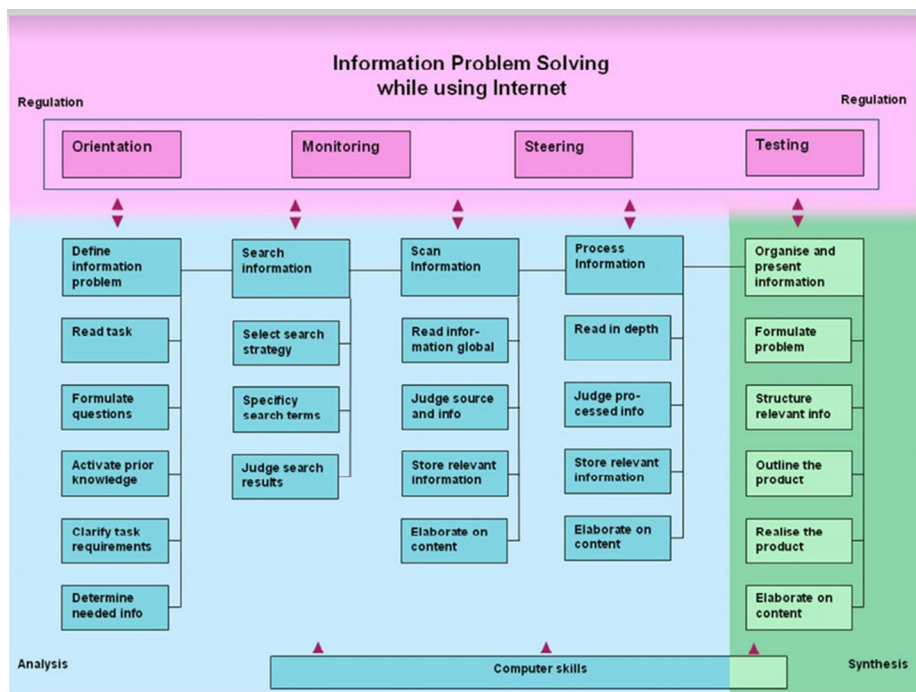 Information Problem Solving
while using Internet
Regulation
Regulation
Orientation
Monitoring
Steering
Testing
Define
information
problem
Read task
Formulate
questions
Activate prior
knowledge
Clarify task
requirements
Determine
needed info
Search
information
Select search
strategy
Specificy
search terms
Judge search
results
Scan
Information
Read infor-
mation global
Judge source
and info
Store relevant
information
Elaborate on
content
Process
Information
Read in depth
Judge pro-
cessed info
Store relevant
information
Elaborate on
content
Organise and
present
information
Formulate
problem
Structure
relevant info
Outline the
product
Realise the
product
Elaborate on
content
Analysis
Computer skills
Synthesis